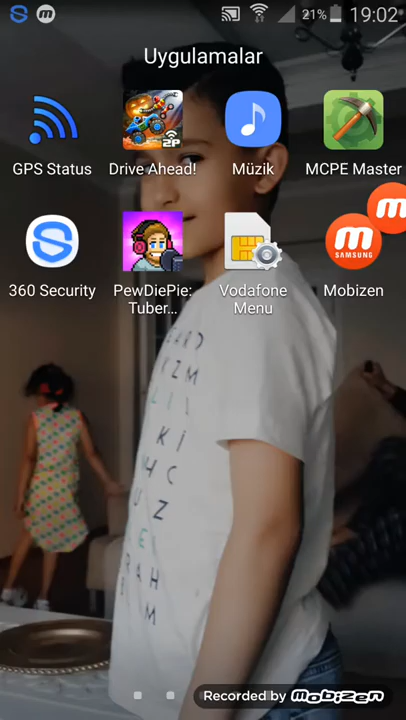 21% 19:02
Uygulamalar
2P
GPS Status
Drive Ahead!
Müzik
MCPE Master
SAMSUNG
360 Security
PewDiePie:
Tuber...
Vodafone
Menu
Mobizen
Recorded by mobizen